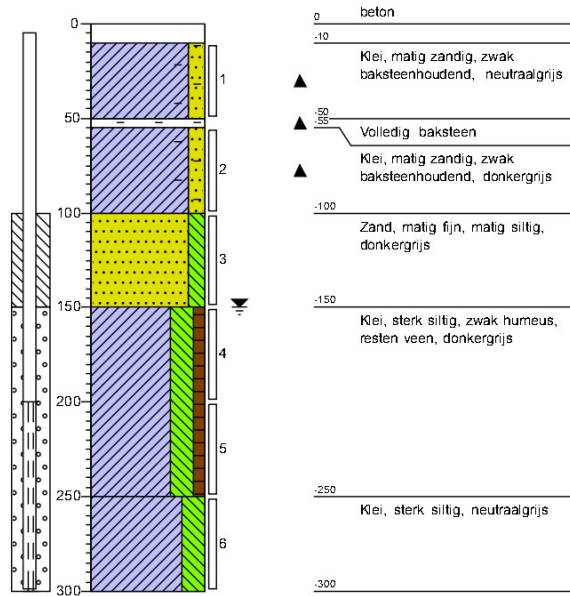 0
50
100
150
200
250
300
1
2
3
4
5
6
0
beton
-10
Klei, matig zandig, zwak
baksteenhoudend, neutraalgrijs
-50
-55
Volledig baksteen
Klei, matig zandig, zwak
baksteenhoudend, donkergrijs
-100
Zand, matig fijn, matig siltig,
donkergrijs
-150
Klei, sterk siltig, zwak humeus,
resten veen, donkergrijs
-250
Klei, sterk siltig, neutraalgrijs
-300